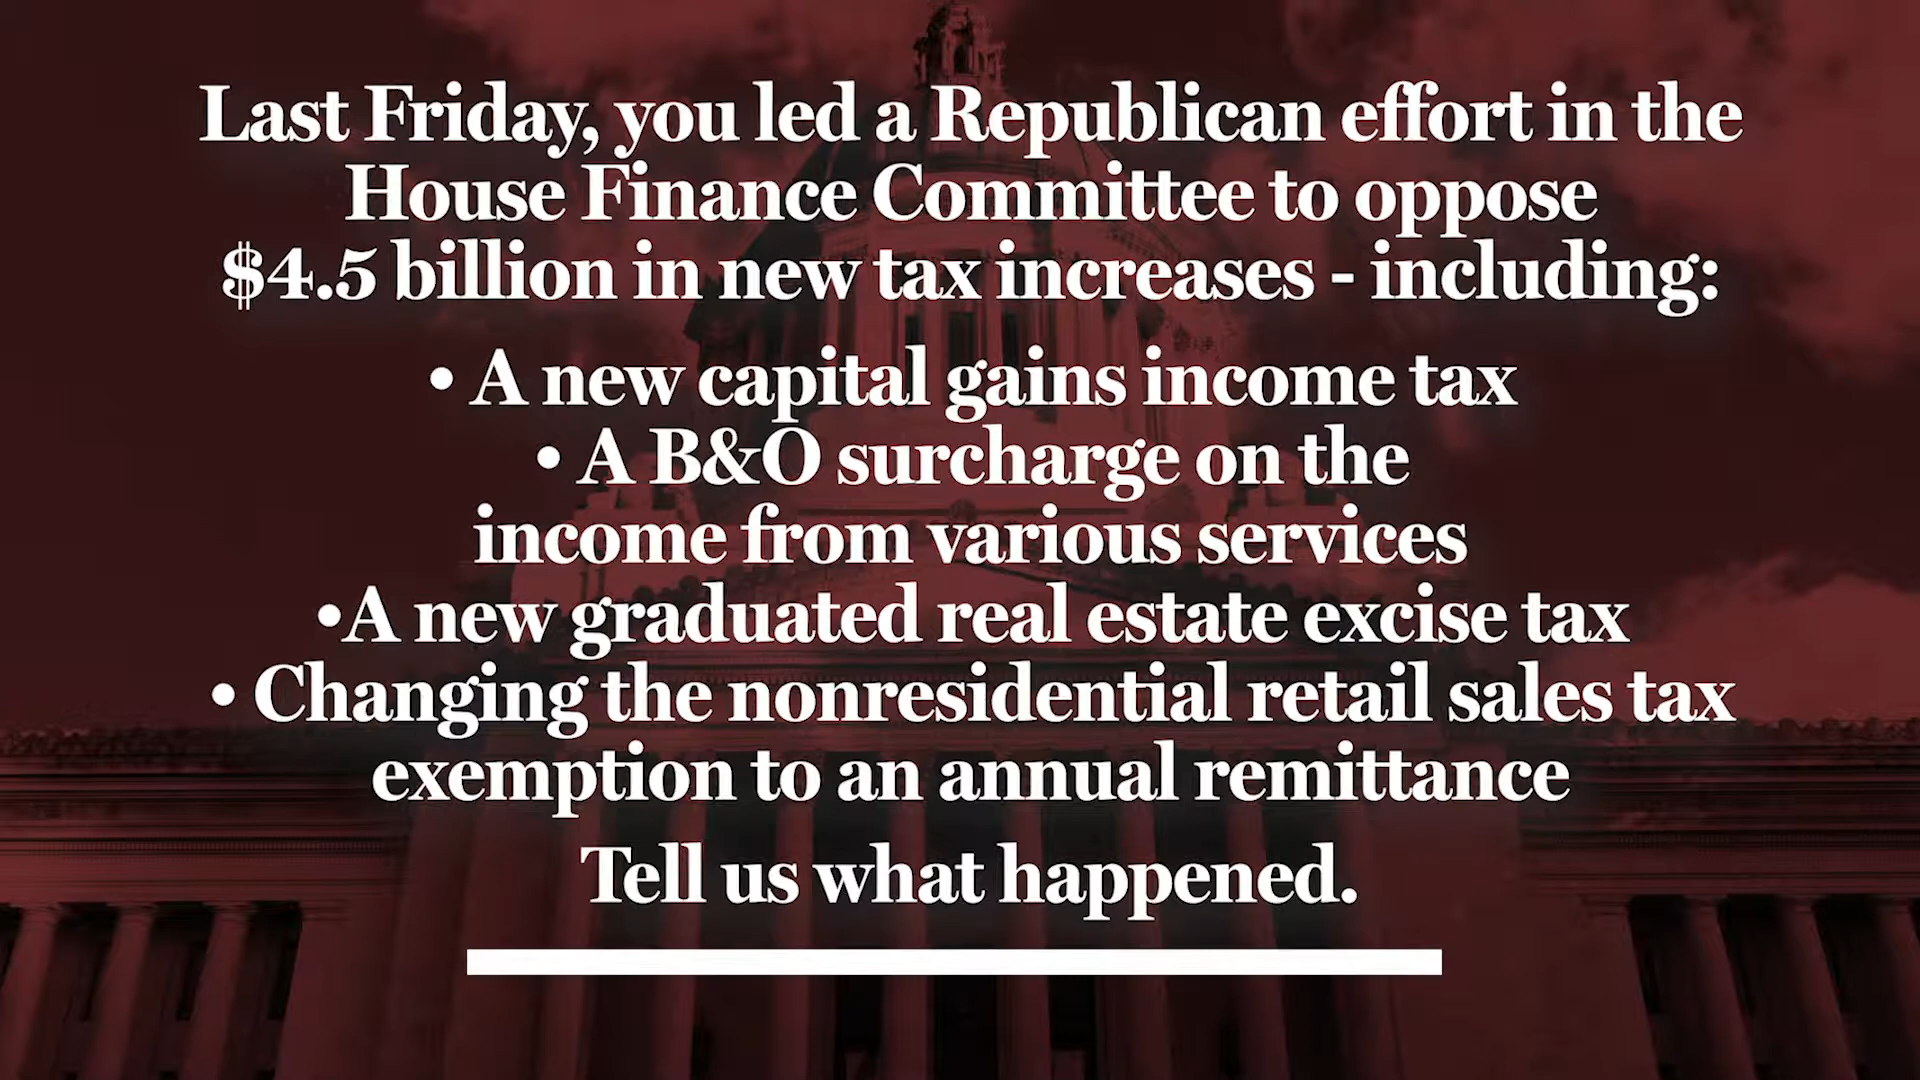 Last Friday, you led a Republican effort in the
House Finance Committee to oppose
$4.5 billion in new tax increases - including:
• A new capital gains income tax
• A B&O surcharge on the
income from various services
•A new graduated real estate excise tax
• Changing the nonresidential retail sales tax
exemption to an annual remittance
Tell us what happened.